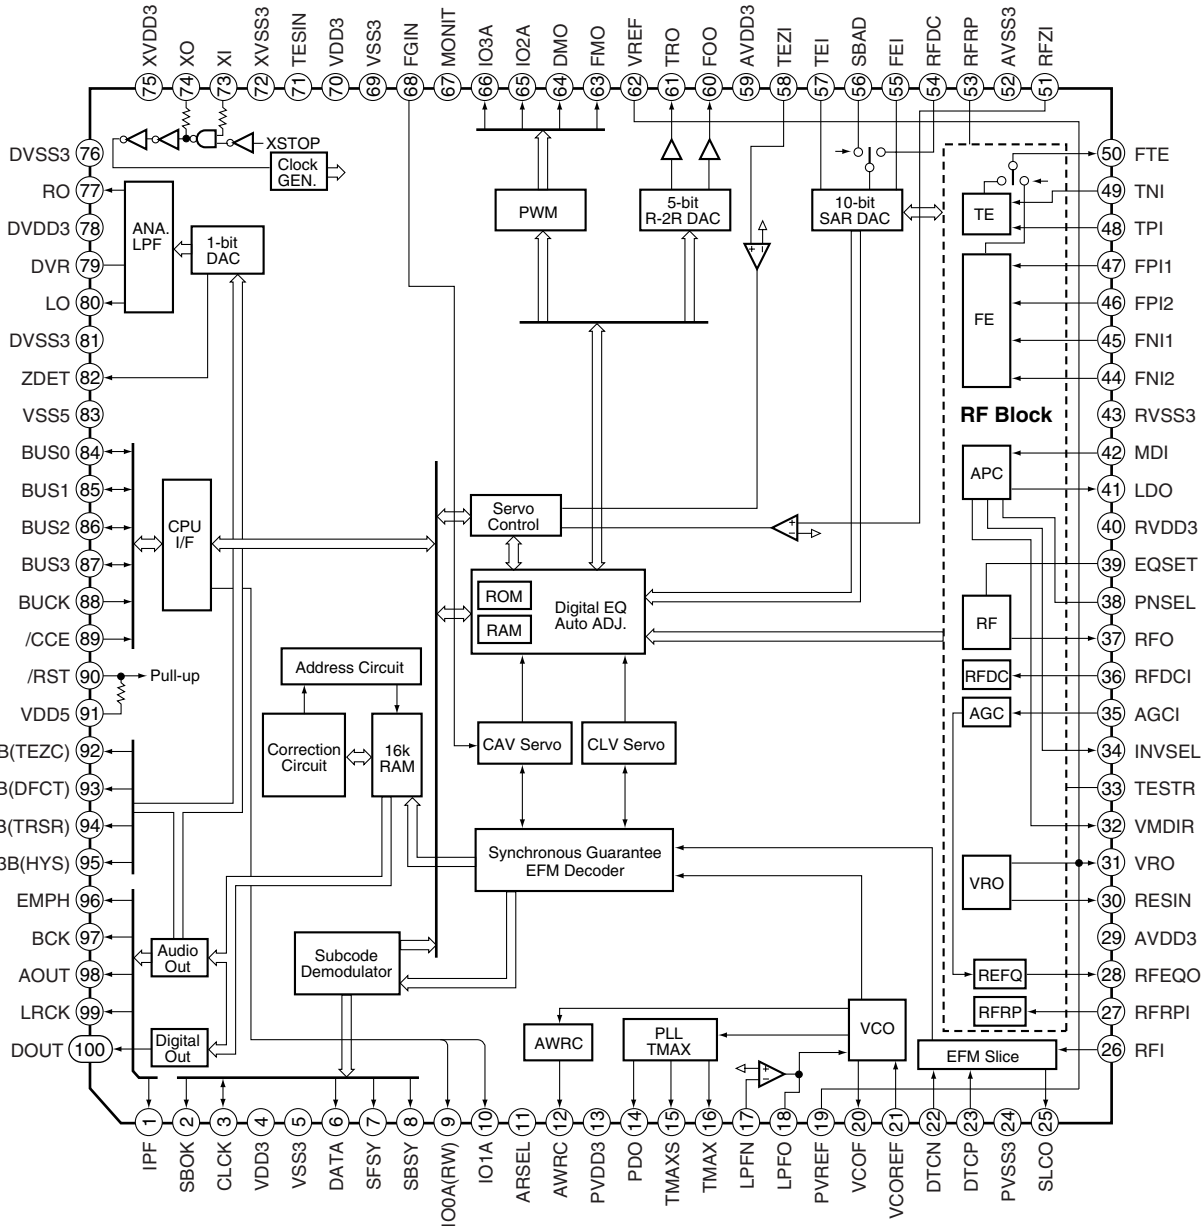 75 XVDD3
74 XO
73 XI
72 XVSS3
71 TESIN
70 VDD3
69 VSS3
68 FGIN
67 MONIT
66 IO3A
65 IO2A
64 DMO
63 FMO
62 VREF
61 TRO
60 FOO
59 AVDD3
58 TEZI
57 TEI
56 SBAD
55 FEI
54 RFDC
53 RFRP
52 AVSS3
51 RFZI
DVSS3 76
RO 77
DVDD3 78
DVR 79
LO 80
DVSS3 81
ZDET 82
VSS5 83
BUS0 84
BUS1 85
BUS2 86
BUS3 87
BUCK 88
/CCE 89
/RST 90
VDD5 91
B(TEZC) 92
B(DFCT) 93
B(TRSR) 94
3B(HYS) 95
EMPH 96
BCK 97
AOUT 98
LRCK 99
DOUT 100
XSTOP
Clock
GEN.
ANA.
LPF
1-bit
DAC
PWM
5-bit
R-2R DAC
10-bit
SAR DAC
+ −
TE
FE
RF Block
APC
RF
RFDC
AGC
VRO
REFQ
RFRP
CPU
I/F
Servo
Control
+
−
ROM
RAM
Digital EQ
Auto ADJ.
Pull-up
Address Circuit
Correction
Circuit
16k
RAM
CAV Servo
CLV Servo
Synchronous Guarantee
EFM Decoder
Audio
Out
Subcode
Demodulator
Digital
Out
AWRC
PLL
TMAX
VCO
+
−
EFM Slice
50 FTE
49 TNI
48 TPI
47 FPI1
46 FPI2
45 FNI1
44 FNI2
43 RVSS3
42 MDI
41 LDO
40 RVDD3
39 EQSET
38 PNSEL
37 RFO
36 RFDCI
35 AGCI
34 INVSEL
33 TESTR
32 VMDIR
31 VRO
30 RESIN
29 AVDD3
28 RFEQO
27 RFRPI
26 RFI
1 IPF
2 SBOK
3 CLCK
4 VDD3
5 VSS3
6 DATA
7 SFSY
8 SBSY
9 IO0A(RW)
10 IO1A
11 ARSEL
12 AWRC
13 PVDD3
14 PDO
15 TMAXS
16 TMAX
17 LPFN
18 LPFO
19 PVREF
20 VCOF
21 VCOREF
22 DTCN
23 DTCP
24 PVSS3
25 SLCO